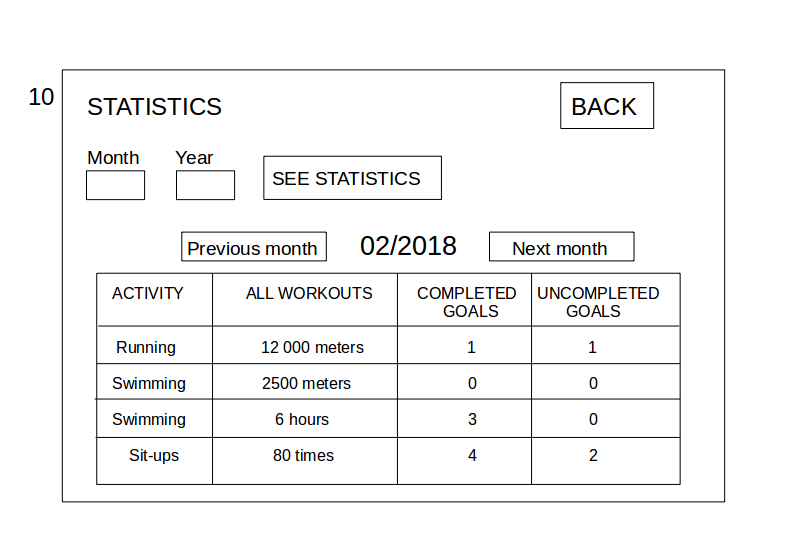 10
STATISTICS
BACK
Month Year
SEE STATISTICS
Previous month 02/2018 Next month
ACTIVITY ALL WORKOUTS COMPLETED UNCOMPLETED
GOALS GOALS
Running 12 000 meters 1 1
Swimming 2500 meters 0 0
Swimming 6 hours 3 0
Sit-ups 80 times 4 2